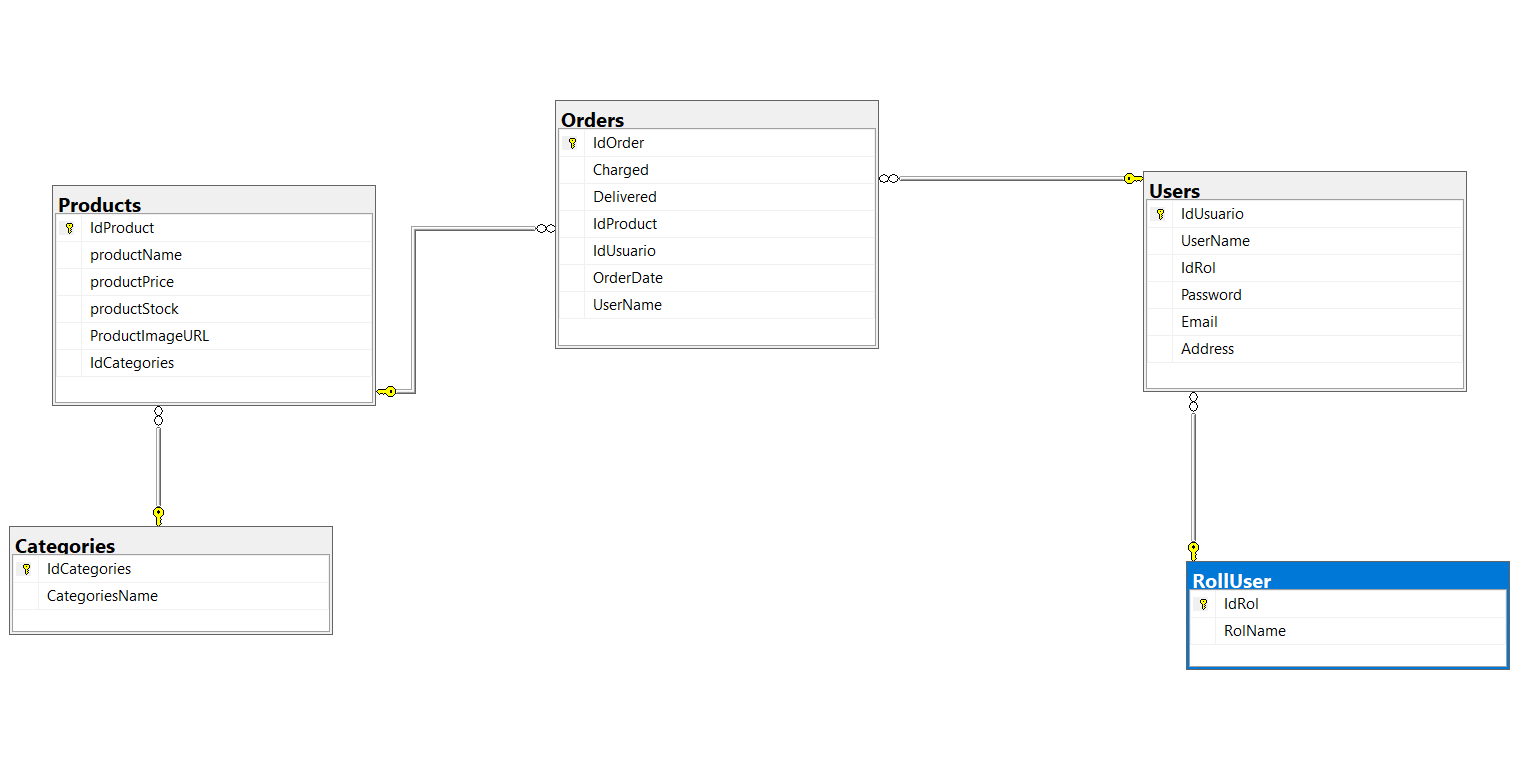 Products
IdProduct
productName
productPrice
productStock
ProductImageURL
IdCategories
Categories
IdCategories
CategoriesName
Orders
IdOrder
Charged
Delivered
IdProduct
IdUsuario
OrderDate
UserName
Users
IdUsuario
UserName
IdRol
Password
Email
Address
RollUser
IdRol
RolName